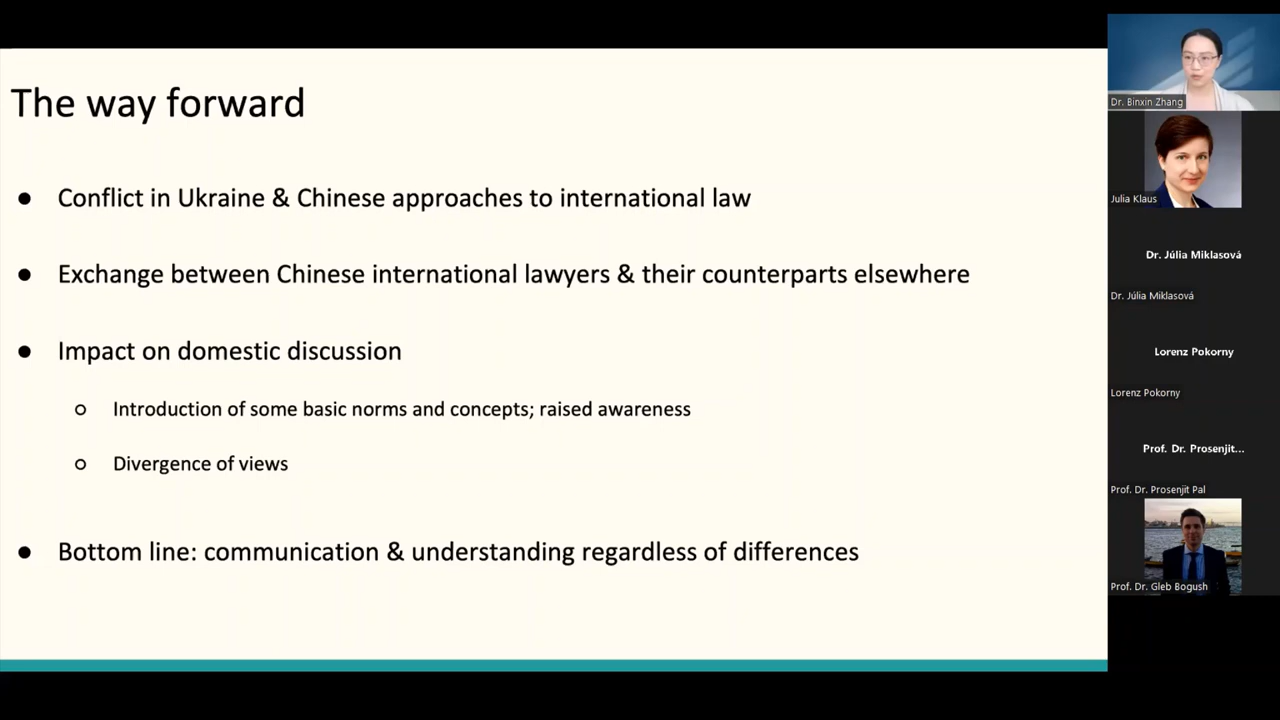 The way forward
● Conflict in Ukraine & Chinese approaches to international law
● Exchange between Chinese international lawyers & their counterparts elsewhere
● Impact on domestic discussion
○ Introduction of some basic norms and concepts; raised awareness
○ Divergence of views
● Bottom line: communication & understanding regardless of differences
Dr. Binxin Zhang
Julia Klaus
Dr. Júlia Miklasová
Dr. Júlia Miklasová
Lorenz Pokorny
Lorenz Pokorny
Prof. Dr. Prosenjit...
Prof. Dr. Prosenjit Pal
Prof. Dr. Gleb Bogush